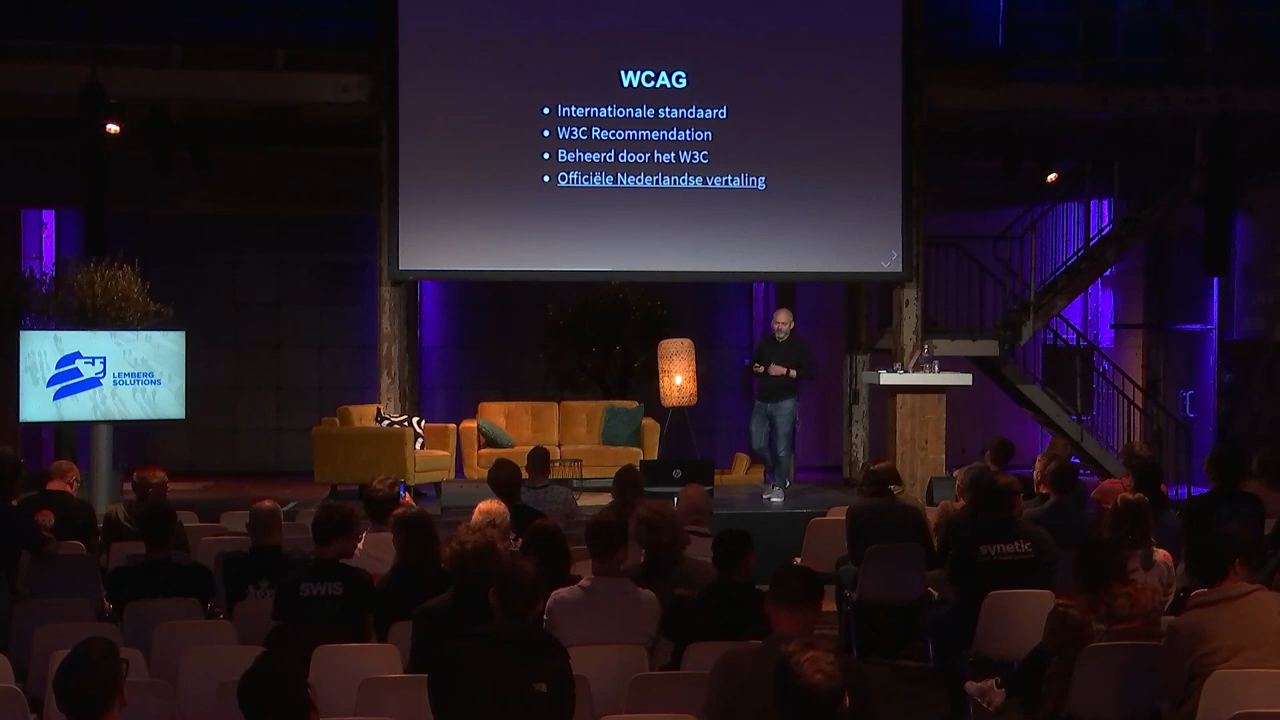 WCAG
• Internationale standaard
• W3C Recommendation
• Beheerd door het W3C
• Officiële Nederlandse vertaling
LEMBERG
SOLUTIONS
synetic
SWIS